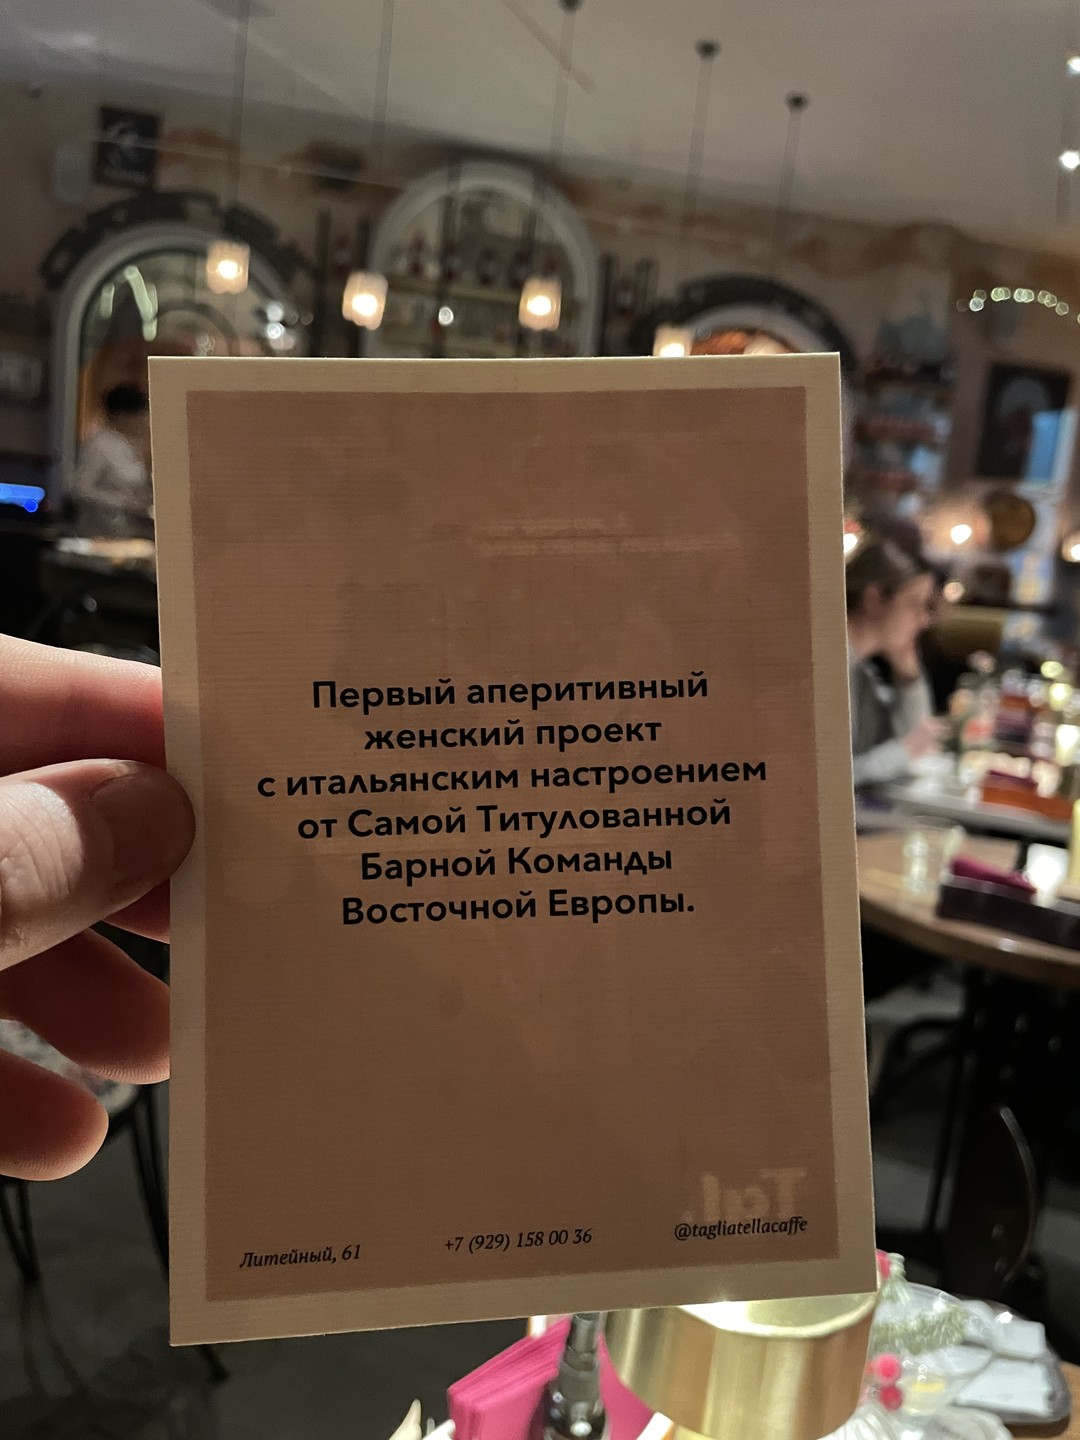 Первый аперитивный
женский проект
с итальянским настроением
от Самой Титулованной
Барной Команды
Восточной Европы.
Tal.
Литейный, 61
+7 (929) 158 00 36
@tagliatellacaffe